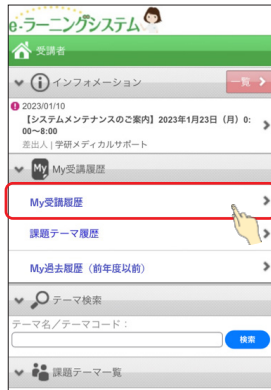 e-ラーニングシステム
受講者
インフォメーション
一覧
2023/01/10
【システムメンテナンスのご案内】2023年1月23日（月）0:
00〜8:00
差出人 | 学研メディカルサポート
My
My受講履歴
My受講履歴
課題テーマ履歴
My過去履歴（前年度以前）
テーマ検索
テーマ名／テーマコード：
検索
課題テーマ一覧